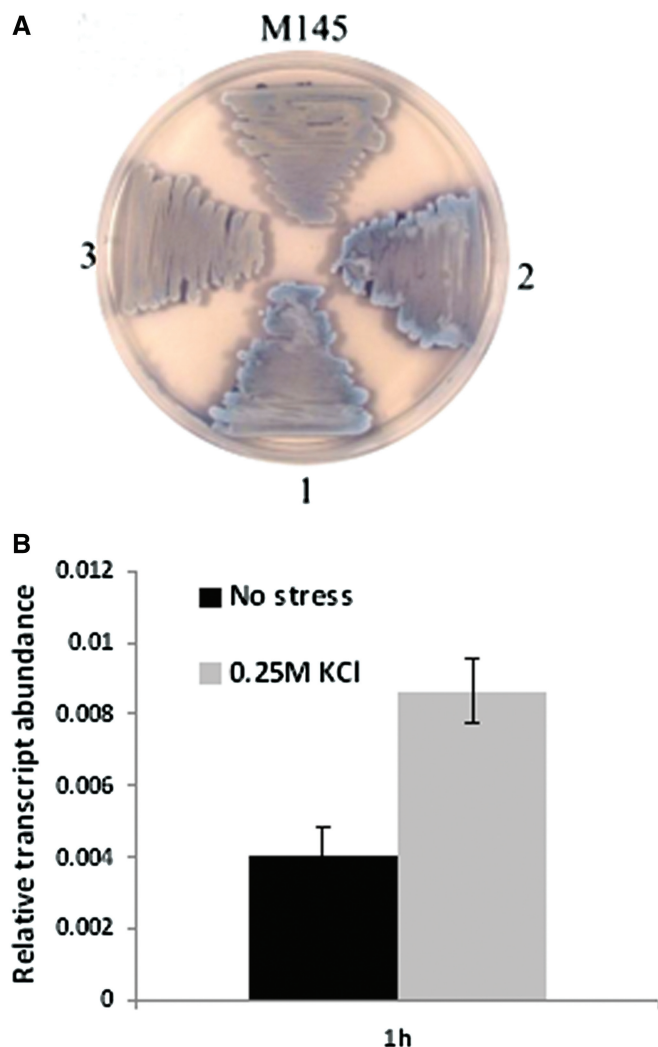 A
M145
3
2
1
B
Relative transcript abundance
0.012
0.01
0.008
0.006
0.004
0.002
0
No stress
0.25M KCl
1h